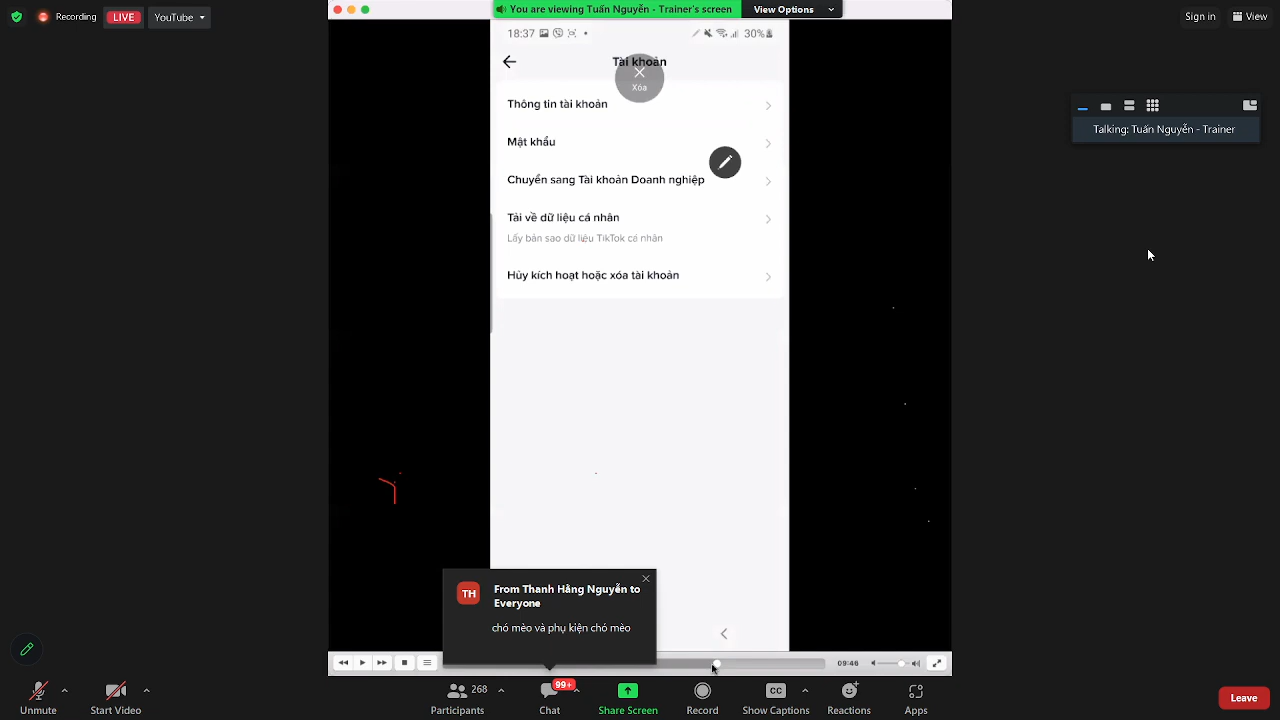 Recording
LIVE
YouTube
You are viewing Tuấn Nguyễn - Trainer's screen
View Options
Sign In
View
18:37
30%
Tài khoản
Xóa
Thông tin tài khoản
Mật khẩu
Chuyển sang Tài khoản Doanh nghiệp
Tải về dữ liệu cá nhân
Lấy bản sao dữ liệu TikTok cá nhân
Hủy kích hoạt hoặc xóa tài khoản
Talking: Tuấn Nguyễn - Trainer
TH
From Thanh Hằng Nguyễn to
Everyone
chó mèo và phụ kiện chó mèo
09:46
Unmute
Start Video
Participants
268
Chat
99+
Share Screen
Record
CC
Show Captions
Reactions
Apps
Leave